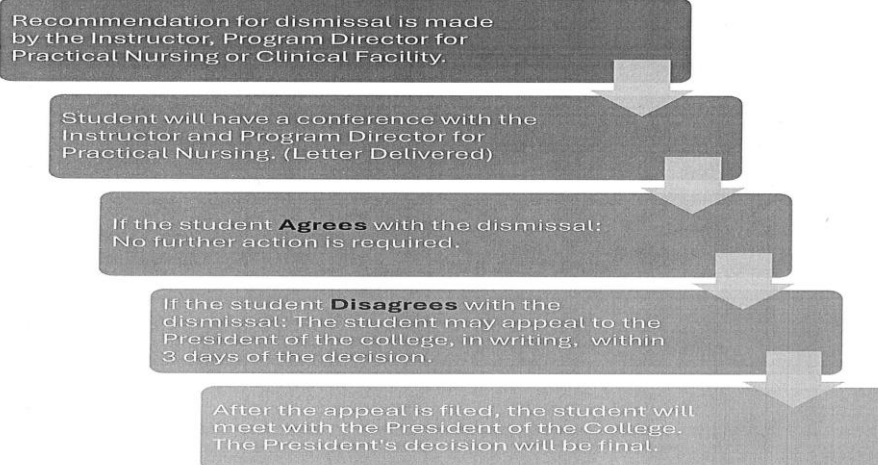 Recommendation for dismissal is made
by the Instructor, Program Director for
Practical Nursing or Clinical Facility.
Student will have a conference with the
Instructor and Program Director for
Practical Nursing. (Letter Delivered)
If the student Agrees with the dismissal:
No further action is required.
If the student Disagrees with the
dismissal: The student may appeal to the
President of the college, in writing, within
3 days of the decision.
After the appeal is filed, the student will
meet with the President of the College.
The President's decision will be final.